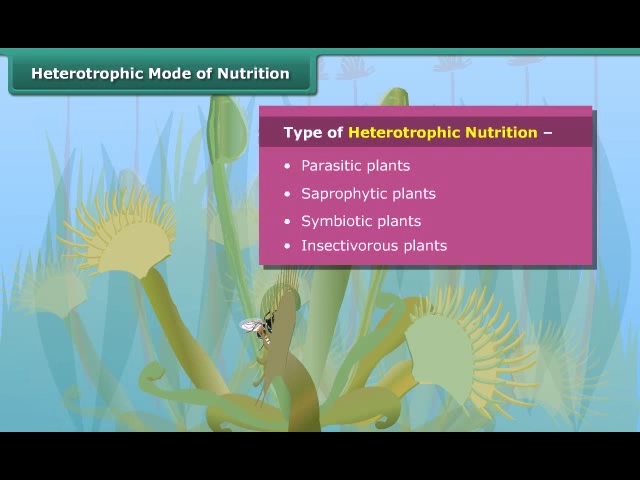 Heterotrophic Mode of Nutrition
Type of Heterotrophic Nutrition –
• Parasitic plants
• Saprophytic plants
• Symbiotic plants
• Insectivorous plants